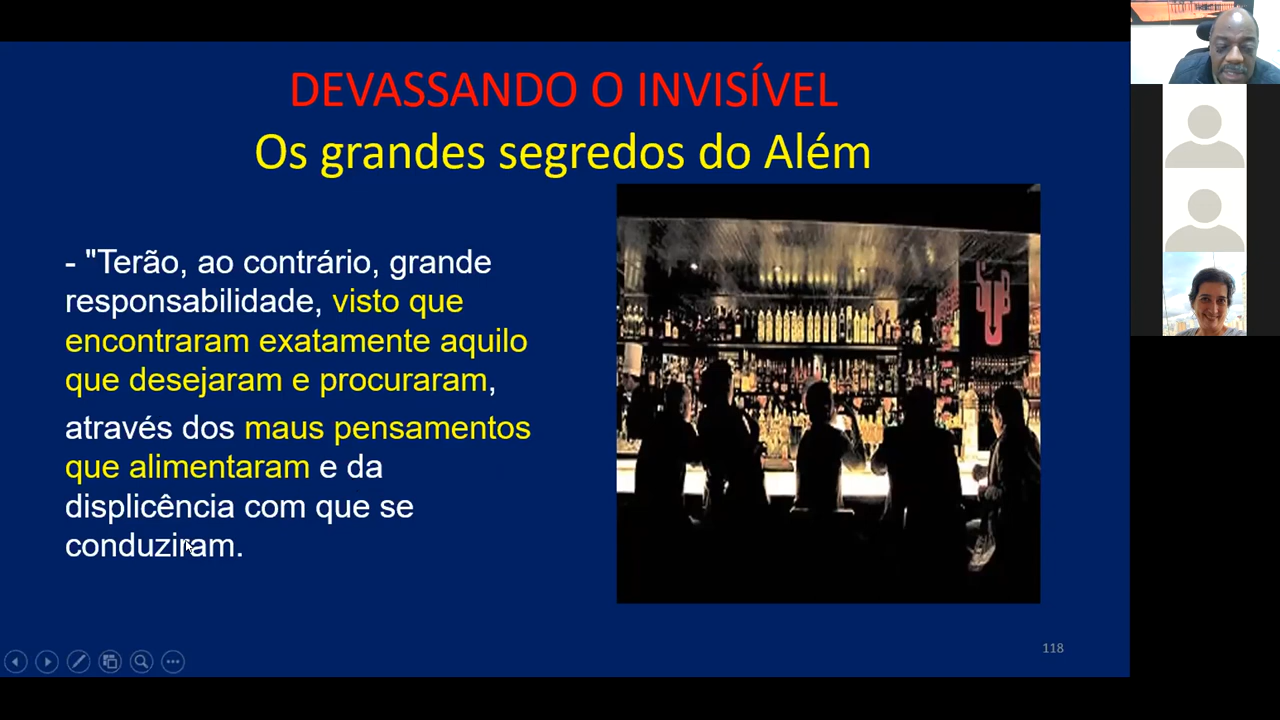 DEVASSANDO O INVISÍVEL
Os grandes segredos do Além
- "Terão, ao contrário, grande
responsabilidade, visto que
encontraram exatamente aquilo
que desejaram e procuraram,
através dos maus pensamentos
que alimentaram e da
displicência com que se
conduziram.
118